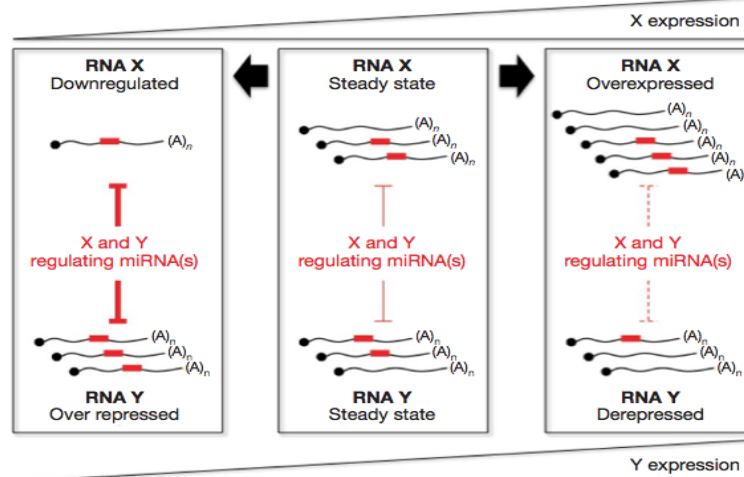 X expression
RNA X
Downregulated
(A)n
X and Y
regulating miRNA(s)
(A)n
(A)n
(A)n
RNA Y
Over repressed
RNA X
Steady state
(A)n
(A)n
(A)n
X and Y
regulating miRNA(s)
(A)n
(A)n
(A)n
RNA Y
Steady state
RNA X
Overexpressed
(A)n
(A)n
(A)n
(A)n
(A)n
X and Y
regulating miRNA(s)
(A)n
(A)n
(A)n
RNA Y
Derepressed
Y expression